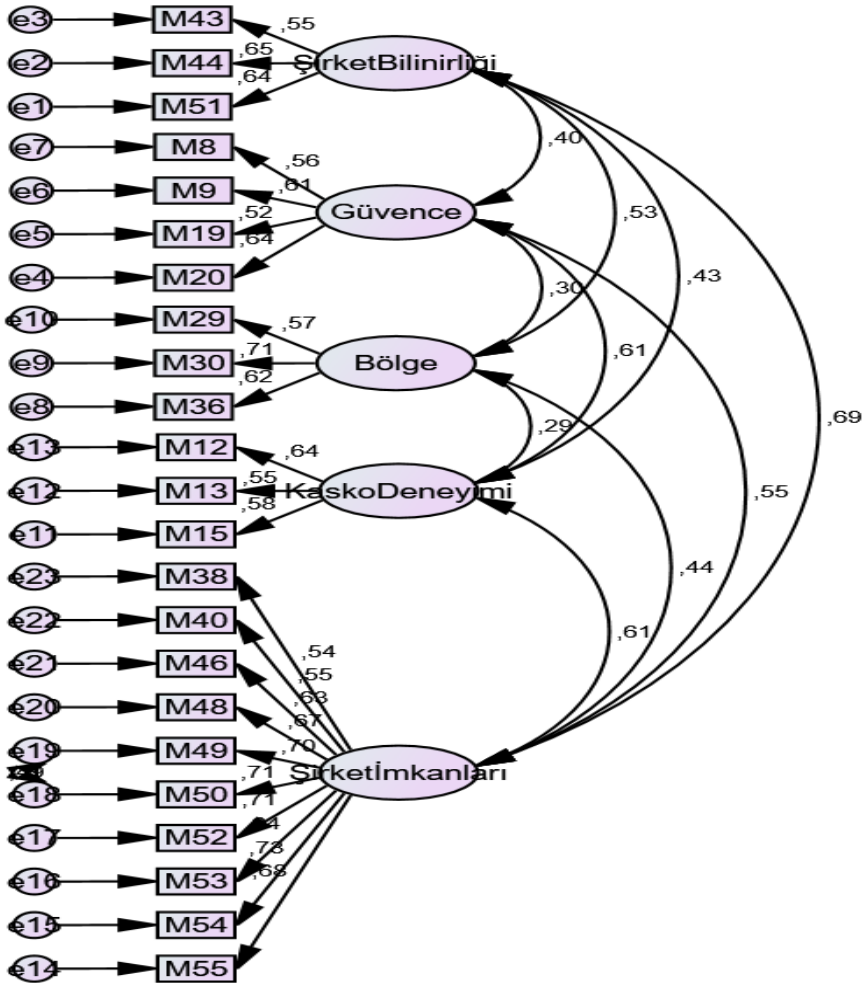 e3 M43 ,55
ŞirketBilinirliği
e2 M44 ,65
e1 M51 ,64
e7 M8 ,56
,40
e6 M9 ,61
Güvence
,53
e5 M19 ,52
e4 M20 ,64
,43
e10 M29 ,57
,30
e9 M30 ,71
Bölge
,61
e8 M36 ,62
,69
e13 M12 ,64
,29
e12 M13 ,55
KaskoDeneyimi
,55
e11 M15 ,58
e23 M38
,44
e22 M40
,61
,54
e21 M46
,55
,63
e20 M48
,67
e19 M49 ,70
Şirketİmkanları
e18 M50 ,71
,71
e17 M52
,73
e16 M53 ,68
e15 M54
e14 M55